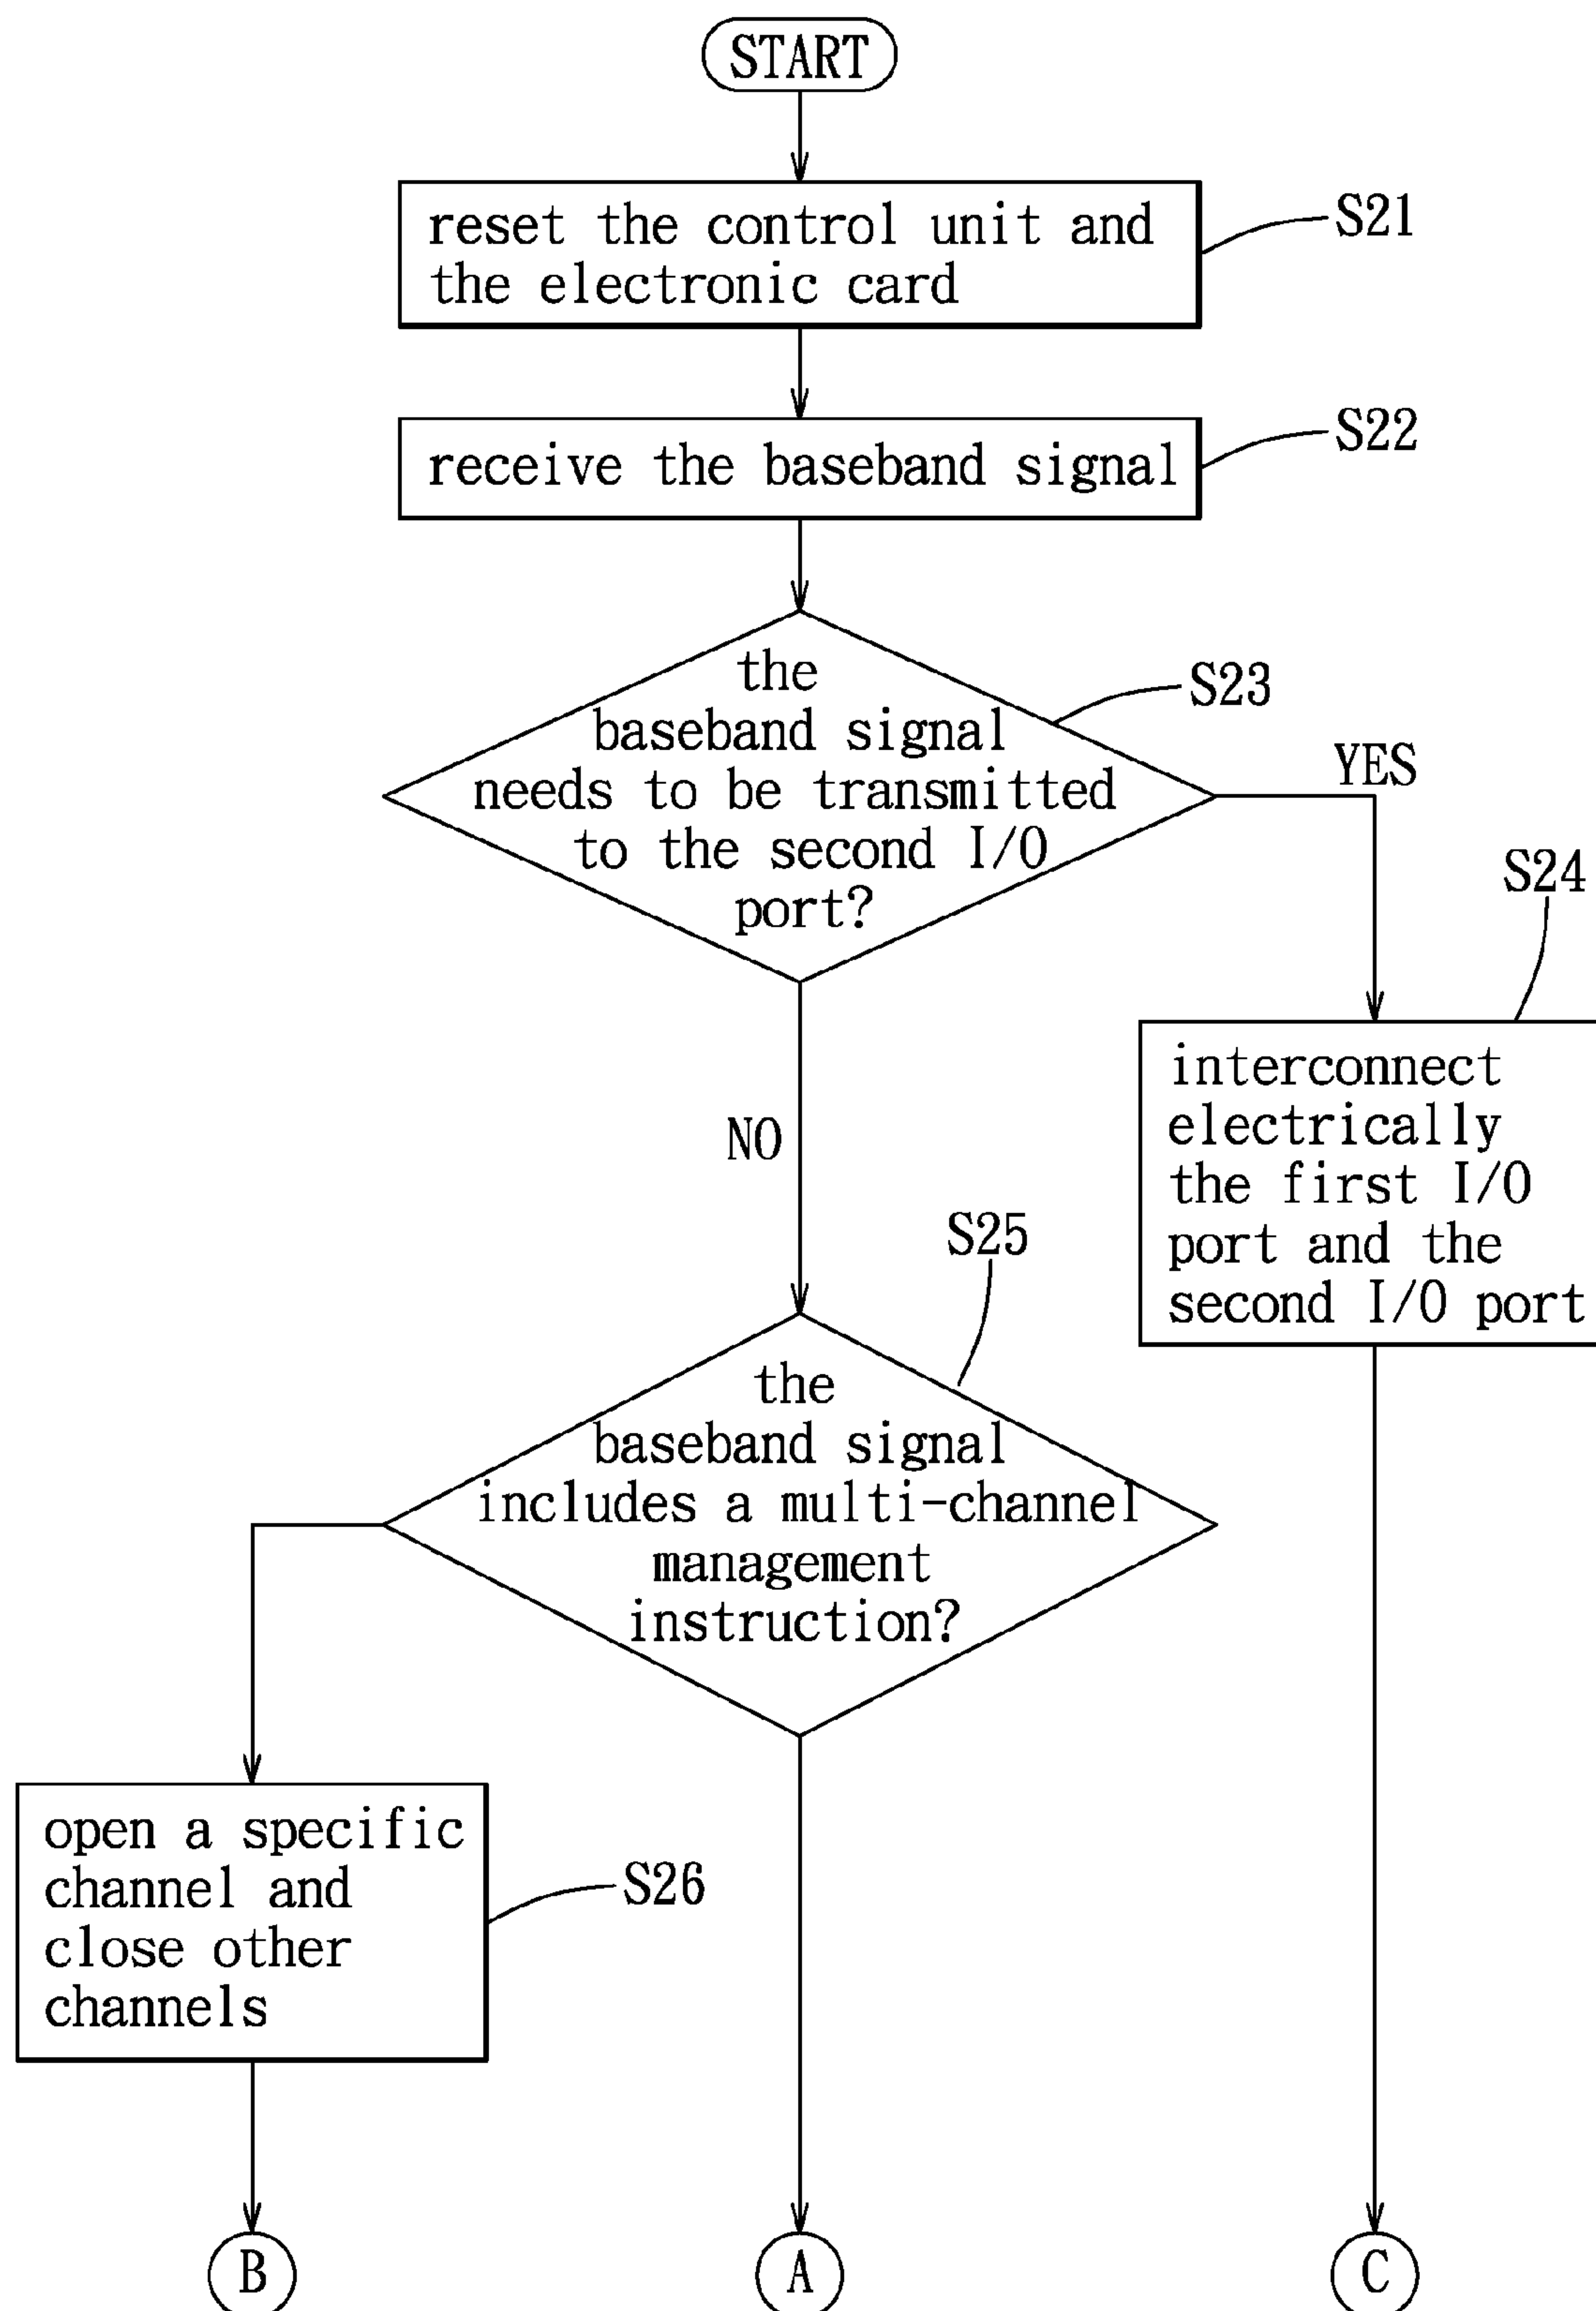 START
reset the control unit and
the electronic card
S21
receive the baseband signal
S22
the
baseband signal
needs to be transmitted
to the second I/O
port?
S23
YES
S24
interconnect
electrically
the first I/O
port and the
second I/O port
NO
S25
the
baseband signal
includes a multi-channel
management
instruction?
open a specific
channel and
close other
channels
S26
B
A
C